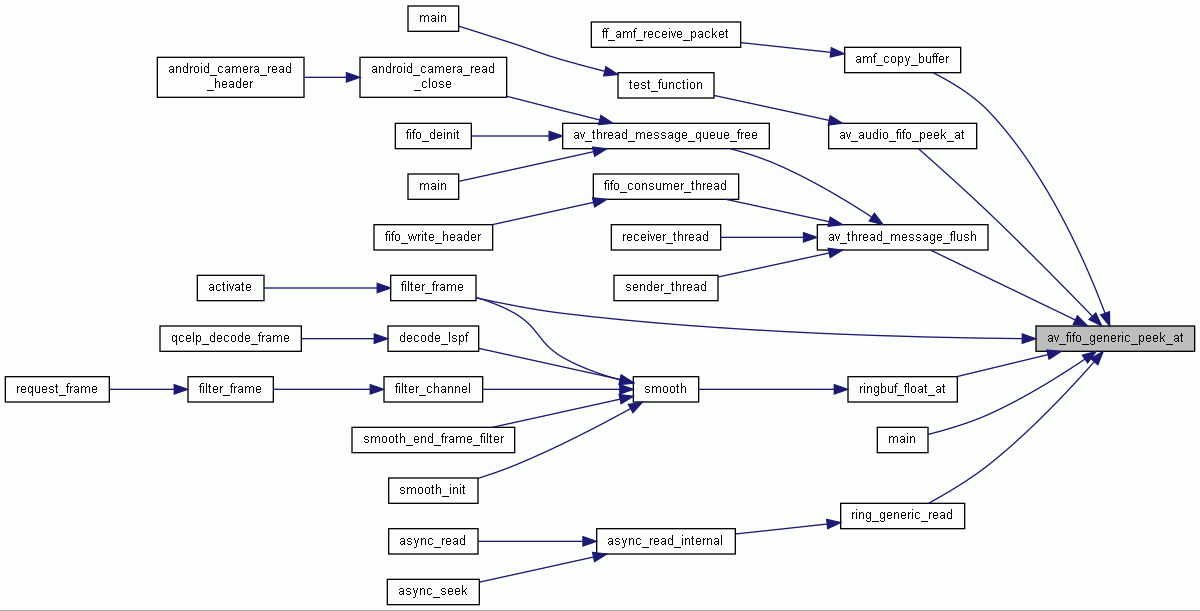 main
ff_amf_receive_packet
amf_copy_buffer
android_camera_read
_header
android_camera_read
_close
test_function
fifo_deinit
av_thread_message_queue_free
av_audio_fifo_peek_at
main
fifo_consumer_thread
fifo_write_header
receiver_thread
av_thread_message_flush
activate
filter_frame
sender_thread
qcelp_decode_frame
decode_lspf
av_fifo_generic_peek_at
request_frame
filter_frame
filter_channel
smooth
ringbuf_float_at
smooth_end_frame_filter
main
smooth_init
ring_generic_read
async_read
async_read_internal
async_seek